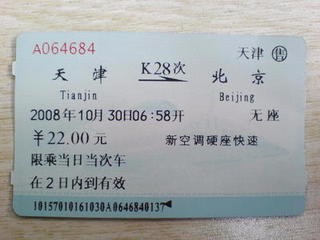 A064684 天津 售
天津 K28次 北京
Tianjin Beijing
2008年10月30日06:58开 无座
¥22.00元 新空调硬座快速
限乘当日当次车
在2日内到有效
10157010161030A0646840137